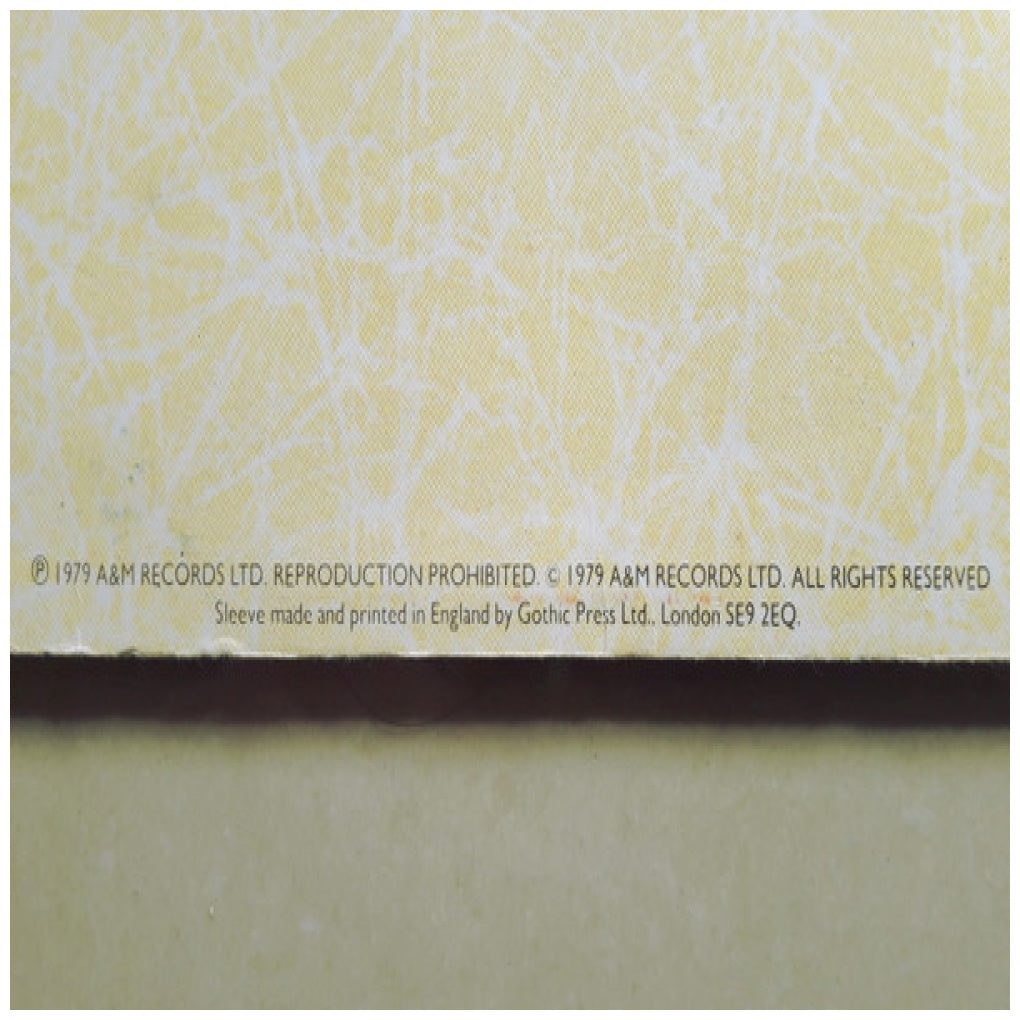 ℗ 1979 A&M RECORDS LTD. REPRODUCTION PROHIBITED. © 1979 A&M RECORDS LTD. ALL RIGHTS RESERVED
Sleeve made and printed in England by Gothic Press Ltd., London SE9 2EQ.